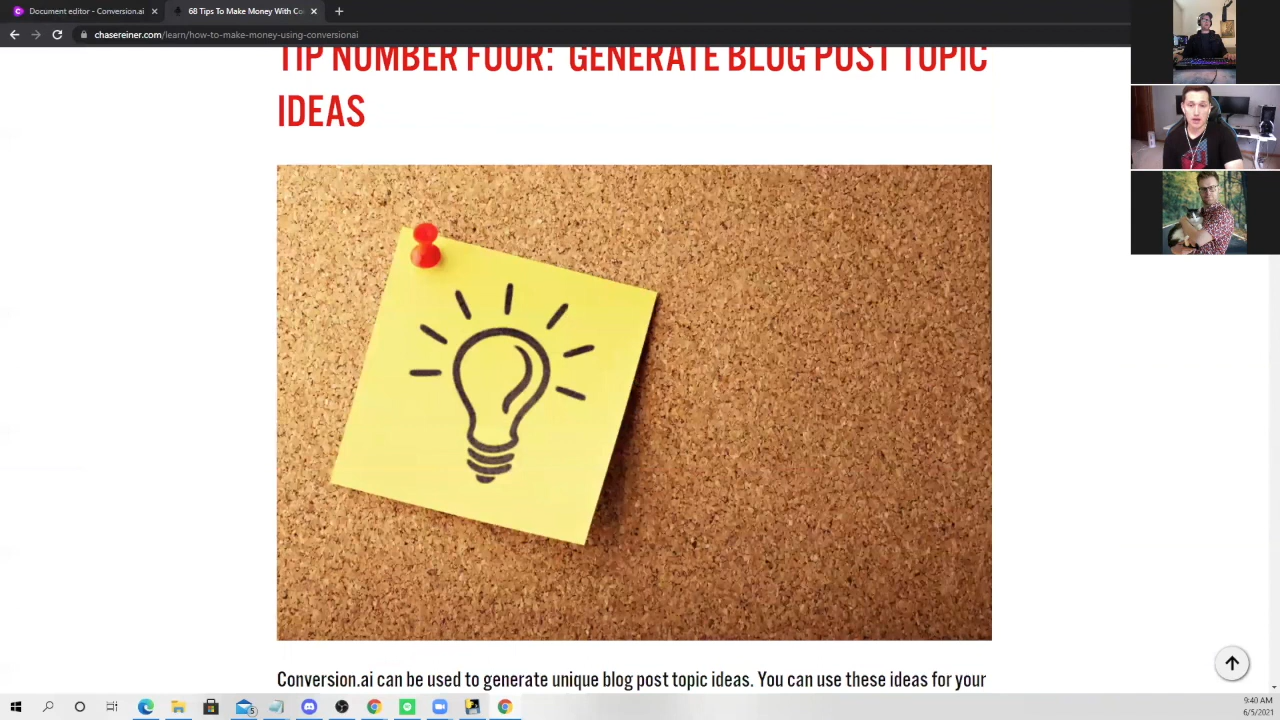 Document editor - Conversion.ai
68 Tips To Make Money With Co
chasereiner.com/learn/how-to-make-money-using-conversionai
TIP NUMBER FOUR: GENERATE BLOG POST TOPIC
IDEAS
Conversion.ai can be used to generate unique blog post topic ideas. You can use these ideas for your
5
9:40 AM
6/5/2021